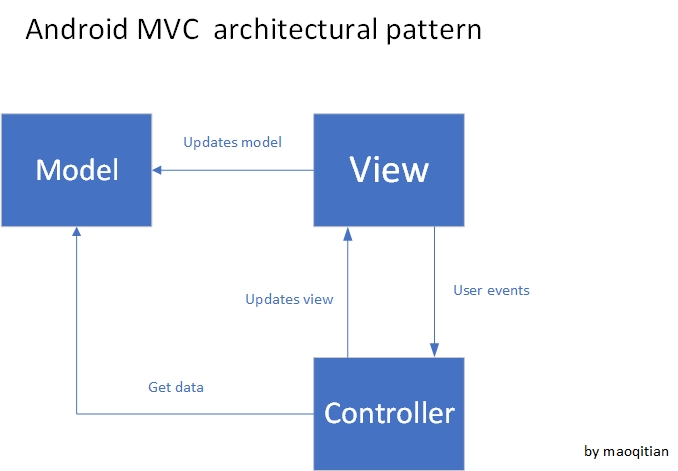 Android MVC architectural pattern
Updates model
Model
View
Updates view
User events
Get data
Controller
by maoqitian